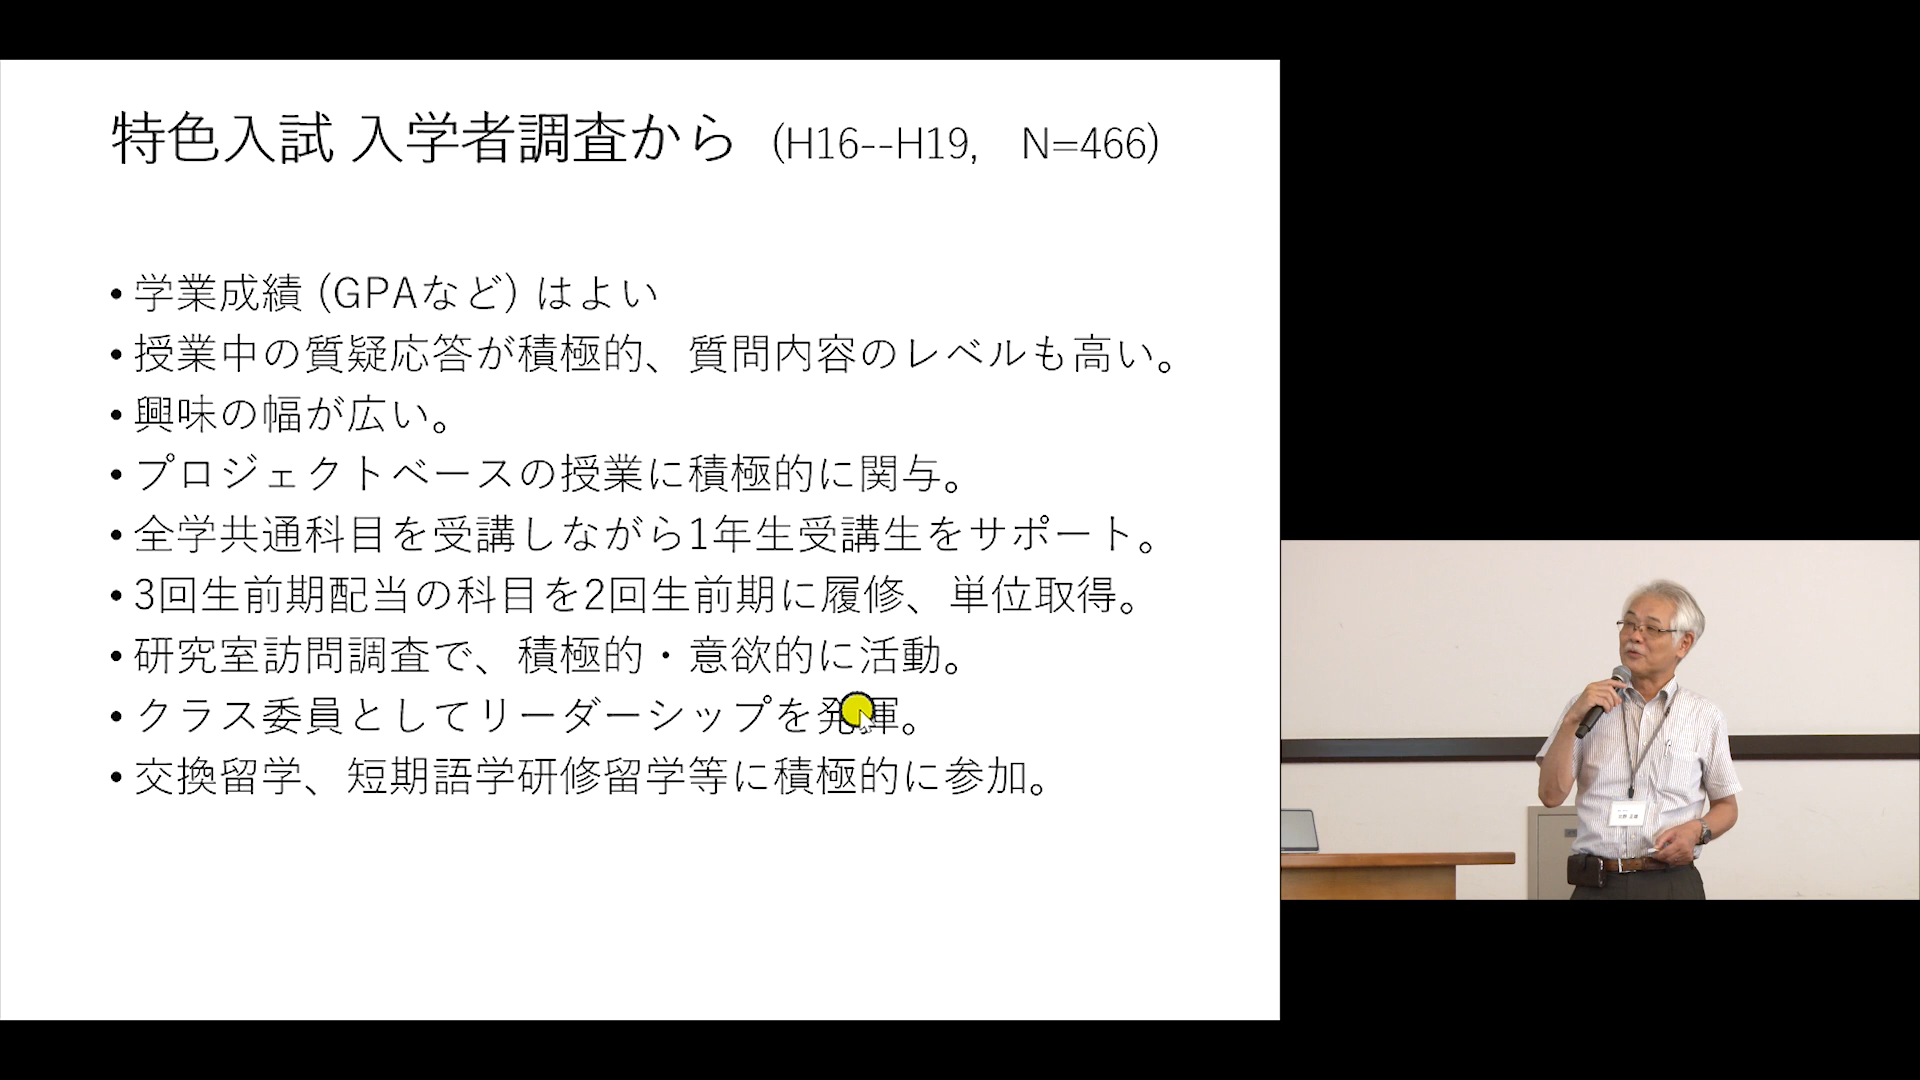 特色入試 入学者調査から (H16--H19, N=466)
• 学業成績 (GPAなど) はよい
• 授業中の質疑応答が積極的、質問内容のレベルも高い。
• 興味の幅が広い。
• プロジェクトベースの授業に積極的に関与。
• 全学共通科目を受講しながら1年生受講生をサポート。
• 3回生前期配当の科目を2回生前期に履修、単位取得。
• 研究室訪問調査で、積極的・意欲的に活動。
• クラス委員としてリーダーシップを発揮。
• 交換留学、短期語学研修留学等に積極的に参加。